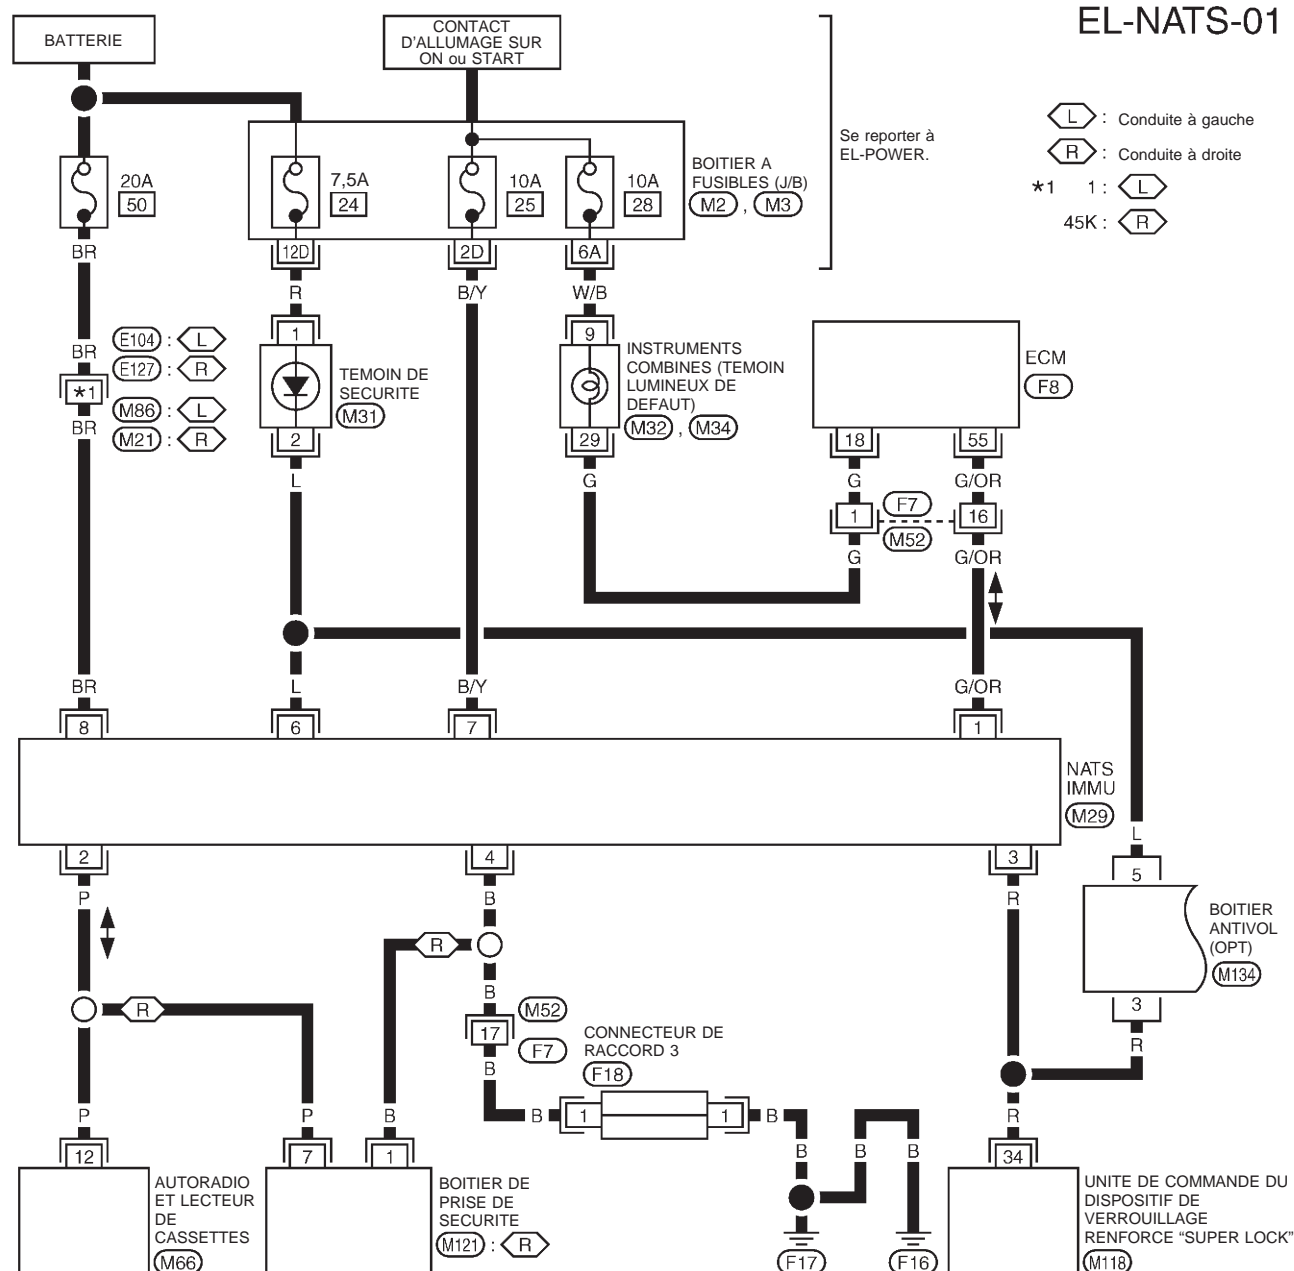 EL-NATS-01
BATTERIE
CONTACT
D'ALLUMAGE SUR
ON ou START
Se reporter à
EL-POWER.
L : Conduite à gauche
R : Conduite à droite
*1 1 : L
45K : R
20A
50
7,5A
24
10A
25
10A
28
BOITIER A
FUSIBLES (J/B)
M2 , M3
12D
2D
6A
BR
R
B/Y
W/B
E104 : L
E127 : R
BR
*1
BR
M86 : L
M21 : R
1
TEMOIN DE
SECURITE
M31
2
L
9
INSTRUMENTS
COMBINES (TEMOIN
LUMINEUX DE
DEFAUT)
M32 , M34
29
G
ECM
F8
18
55
G
G/OR
1
F7
16
M52
G
G/OR
BR
L
B/Y
G/OR
8
6
7
1
NATS
IMMU
M29
2
4
3
L
5
P
B
R
BOITIER
ANTIVOL
(OPT)
M134
3
R
R
B
R
M52
17
F7
B
CONNECTEUR DE
RACCORD 3
F18
B
1
1
B
P
P
B
R
B
B
B
12
7
1
34
AUTORADIO
ET LECTEUR
DE
CASSETTES
M66
BOITIER DE
PRISE DE
SECURITE
M121 : R
F17
F16
UNITE DE COMMANDE DU
DISPOSITIF DE
VERROUILLAGE
RENFORCE “SUPER LOCK”
M118